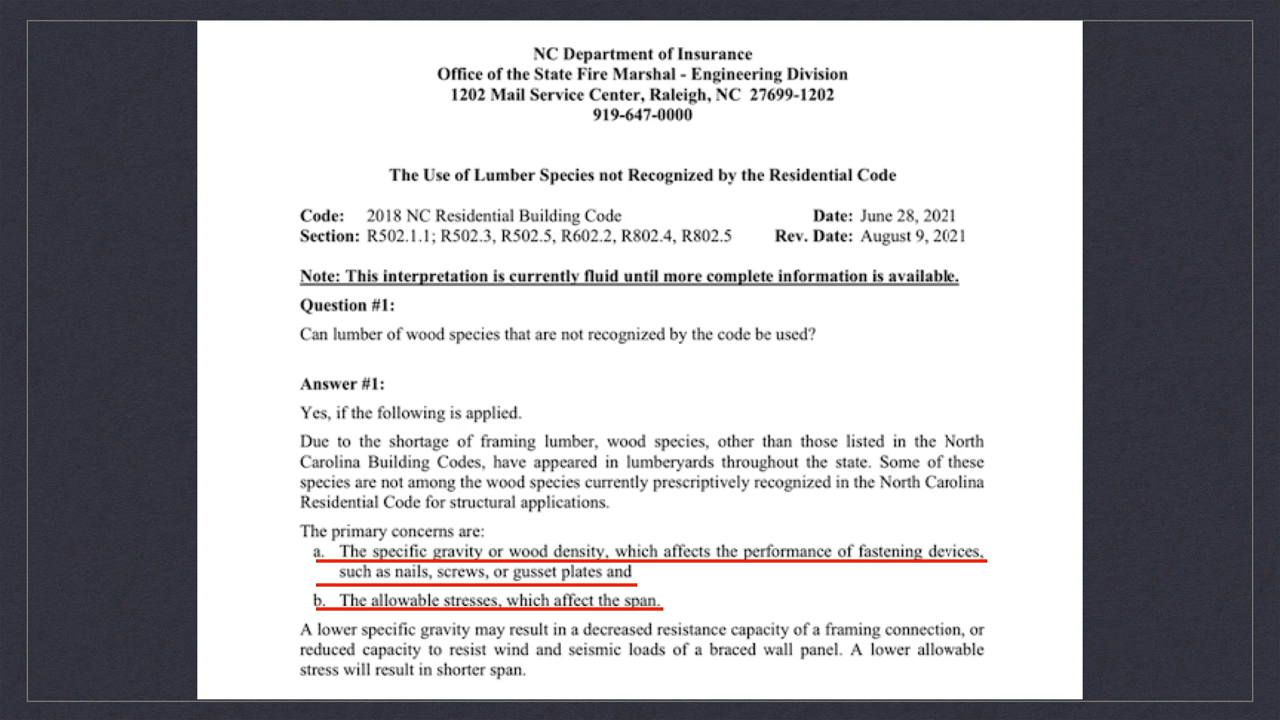 NC Department of Insurance
Office of the State Fire Marshal - Engineering Division
1202 Mail Service Center, Raleigh, NC 27699-1202
919-647-0000
The Use of Lumber Species not Recognized by the Residential Code
Code: 2018 NC Residential Building Code Date: June 28, 2021
Section: R502.1.1; R502.3, R502.5, R602.2, R802.4, R802.5 Rev. Date: August 9, 2021
Note: This interpretation is currently fluid until more complete information is available.
Question #1:
Can lumber of wood species that are not recognized by the code be used?
Answer #1:
Yes, if the following is applied.
Due to the shortage of framing lumber, wood species, other than those listed in the North
Carolina Building Codes, have appeared in lumberyards throughout the state. Some of these
species are not among the wood species currently prescriptively recognized in the North Carolina
Residential Code for structural applications.
The primary concerns are:
a. The specific gravity or wood density, which affects the performance of fastening devices,
such as nails, screws, or gusset plates and
b. The allowable stresses, which affect the span.
A lower specific gravity may result in a decreased resistance capacity of a framing connection, or
reduced capacity to resist wind and seismic loads of a braced wall panel. A lower allowable
stress will result in shorter span.